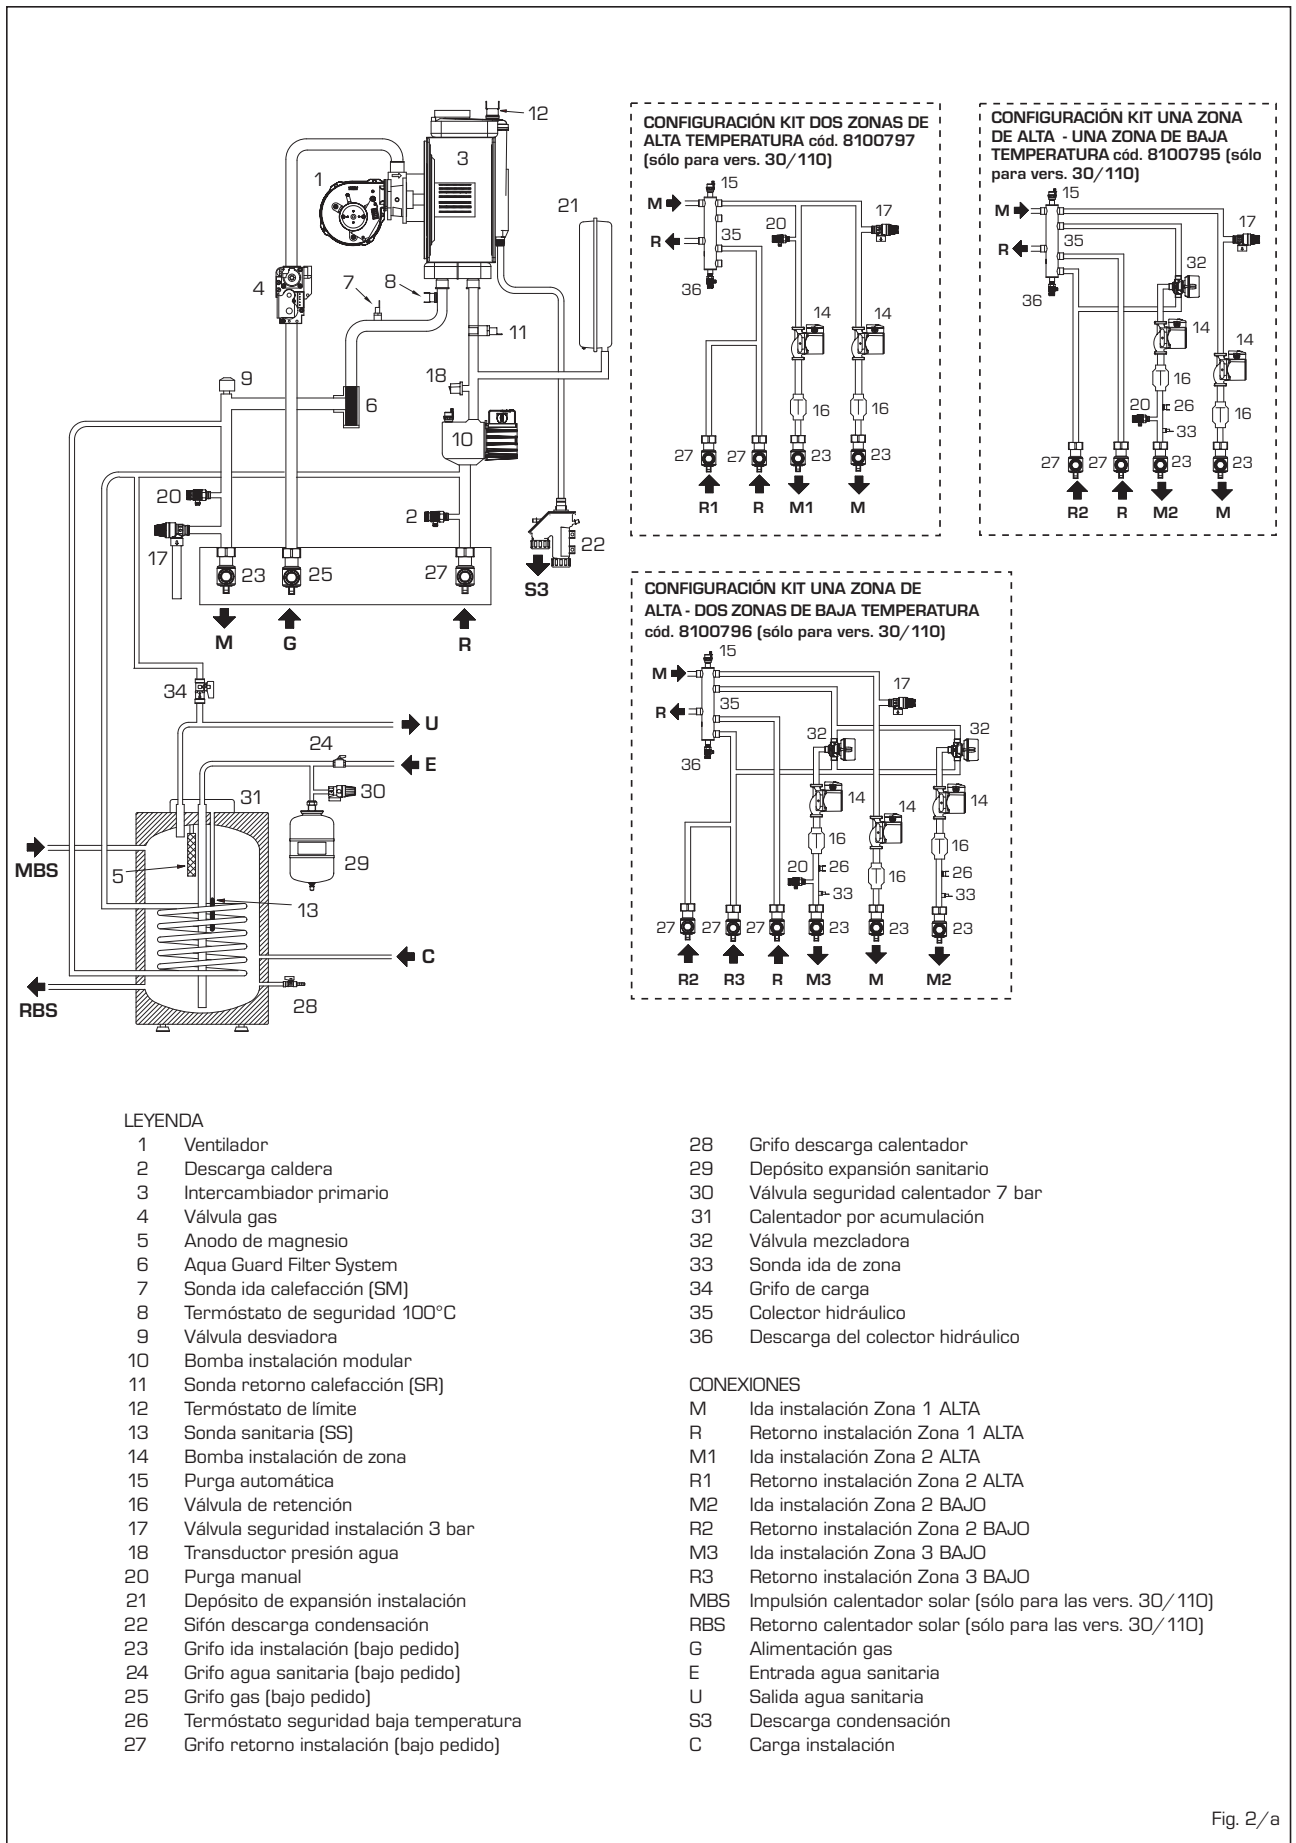 12
3
1
21
4
7
8
11
9
18
6
10
20
2
17
22
23
25
27
S3
M
G
R
34
U
24
E
31
30
MBS
5
29
13
C
RBS
28
CONFIGURACIÓN KIT DOS ZONAS DE
ALTA TEMPERATURA cód. 8100797
(sólo para vers. 30/110)
15
M
17
20
R
35
36
14
14
16
16
27
27
23
23
R1
R
M1
M
CONFIGURACIÓN KIT UNA ZONA
DE ALTA - UNA ZONA DE BAJA
TEMPERATURA cód. 8100795 (sólo
para vers. 30/110)
15
M
17
R
35
32
36
14
14
16
20
26
16
33
27
27
23
23
R2
R
M2
M
CONFIGURACIÓN KIT UNA ZONA DE
ALTA - DOS ZONAS DE BAJA TEMPERATURA
cód. 8100796 (sólo para vers. 30/110)
15
M
17
R
35
32
32
36
14
14
14
16
16
20
26
16
26
33
33
27
27
27
23
23
23
R2
R3
R
M3
M
M2
LEYENDA
1 Ventilador
2 Descarga caldera
3 Intercambiador primario
4 Válvula gas
5 Anodo de magnesio
6 Aqua Guard Filter System
7 Sonda ida calefacción (SM)
8 Termóstato de seguridad 100°C
9 Válvula desviadora
10 Bomba instalación modular
11 Sonda retorno calefacción (SR)
12 Termóstato de límite
13 Sonda sanitaria (SS)
14 Bomba instalación de zona
15 Purga automática
16 Válvula de retención
17 Válvula seguridad instalación 3 bar
18 Transductor presión agua
20 Purga manual
21 Depósito de expansión instalación
22 Sifón descarga condensación
23 Grifo ida instalación (bajo pedido)
24 Grifo agua sanitaria (bajo pedido)
25 Grifo gas (bajo pedido)
26 Termóstato seguridad baja temperatura
27 Grifo retorno instalación (bajo pedido)
28 Grifo descarga calentador
29 Depósito expansión sanitario
30 Válvula seguridad calentador 7 bar
31 Calentador por acumulación
32 Válvula mezcladora
33 Sonda ida de zona
34 Grifo de carga
35 Colector hidráulico
36 Descarga del colector hidráulico
CONEXIONES
M Ida instalación Zona 1 ALTA
R Retorno instalación Zona 1 ALTA
M1 Ida instalación Zona 2 ALTA
R1 Retorno instalación Zona 2 ALTA
M2 Ida instalación Zona 2 BAJO
R2 Retorno instalación Zona 2 BAJO
M3 Ida instalación Zona 3 BAJO
R3 Retorno instalación Zona 3 BAJO
MBS Impulsión calentador solar (sólo para las vers. 30/110)
RBS Retorno calentador solar (sólo para las vers. 30/110)
G Alimentación gas
E Entrada agua sanitaria
U Salida agua sanitaria
S3 Descarga condensación
C Carga instalación
Fig. 2/a